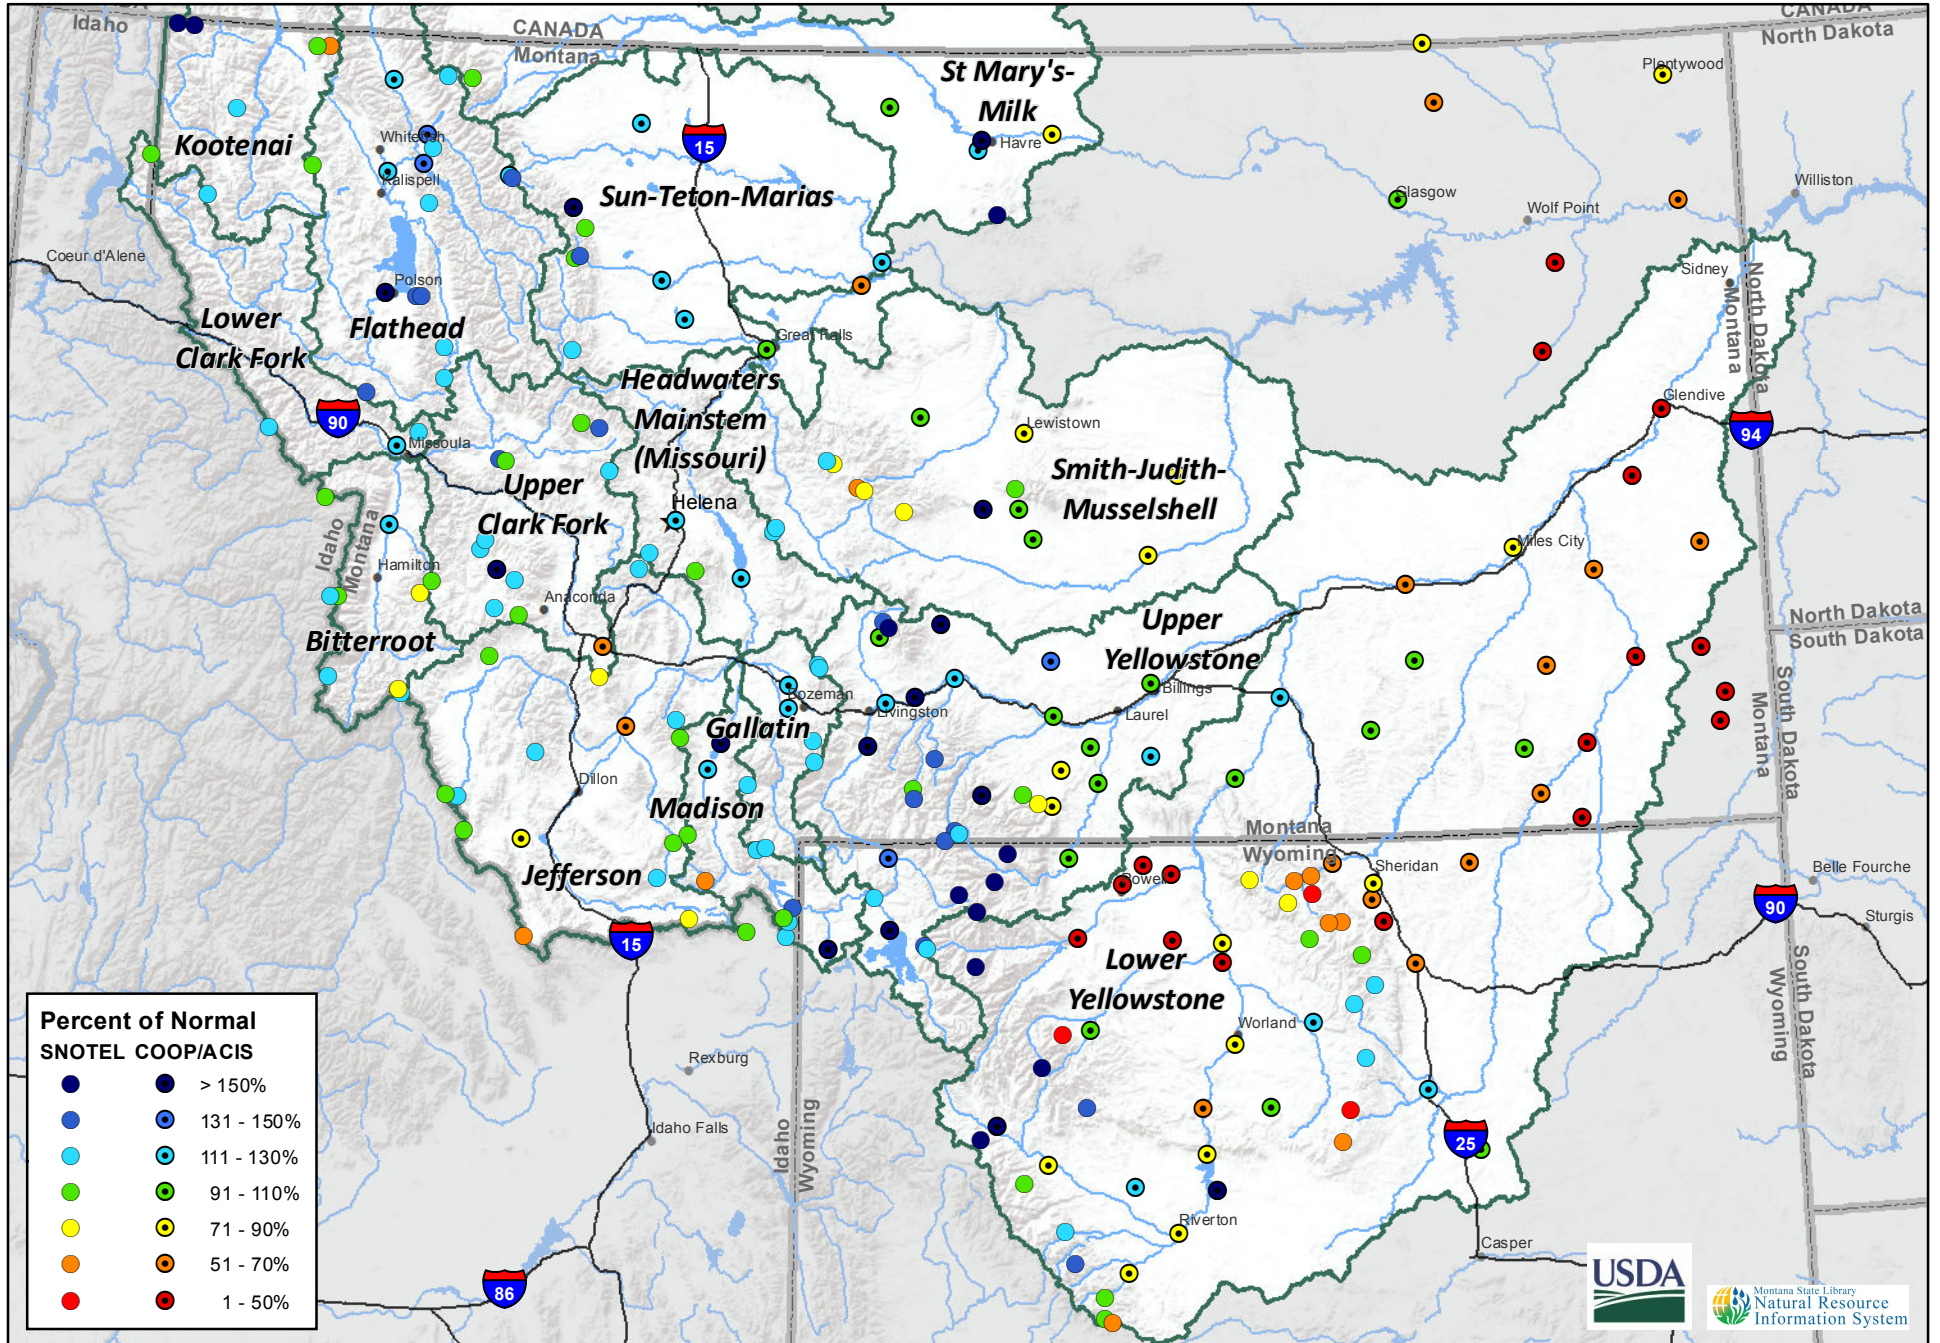 CANADA
Idaho
CANADA
Montana
CANADA
North Dakota
St Mary's-
Milk
Plentywood
Kootenai
Whitefish
15
Havre
Kalispell
Sun-Teton-Marias
Glasgow
Wolf Point
Williston
Coeur d'Alene
Polson
Sidney
North Dakota
Montana
Lower
Clark Fork
Flathead
Great Falls
Headwaters
Mainstem
(Missouri)
Glendive
90
Missoula
Lewistown
94
Smith-Judith-
Musselshell
Upper
Clark Fork
Helena
Idaho
Montana
Hamilton
Miles City
Anaconda
Bitterroot
Upper
Yellowstone
North Dakota
South Dakota
Bozeman
Livingston
Billings
Laurel
Gallatin
South Dakota
Montana
Dillon
Madison
Montana
Wyoming
Jefferson
Powell
Sheridan
Belle Fourche
90
Sturgis
15
Lower
Yellowstone
South Dakota
Wyoming
Worland
Rexburg
Idaho Falls
Idaho
Wyoming
25
Riverton
Casper
86
Percent of Normal
SNOTEL COOP/ACIS
> 150%
131 - 150%
111 - 130%
91 - 110%
71 - 90%
51 - 70%
1 - 50%
USDA
Montana State Library
Natural Resource
Information System